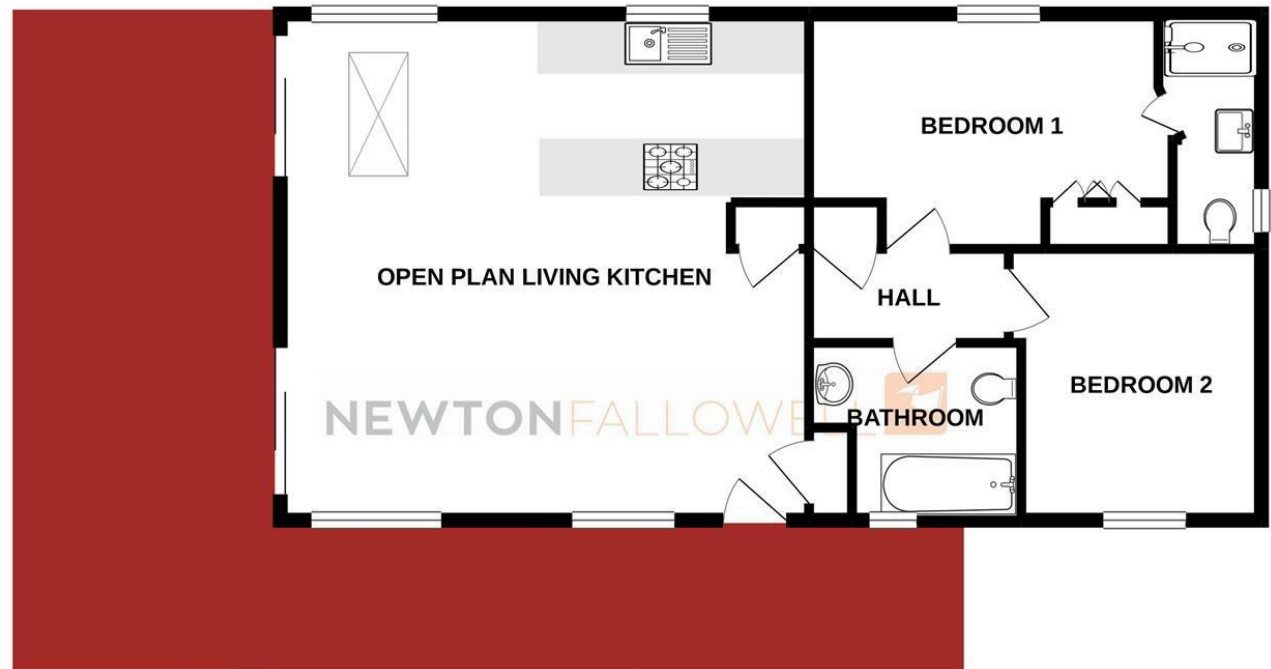 BEDROOM 1
OPEN PLAN LIVING KITCHEN
HALL
BEDROOM 2
BATHROOM
NEWTONFALLOWELL